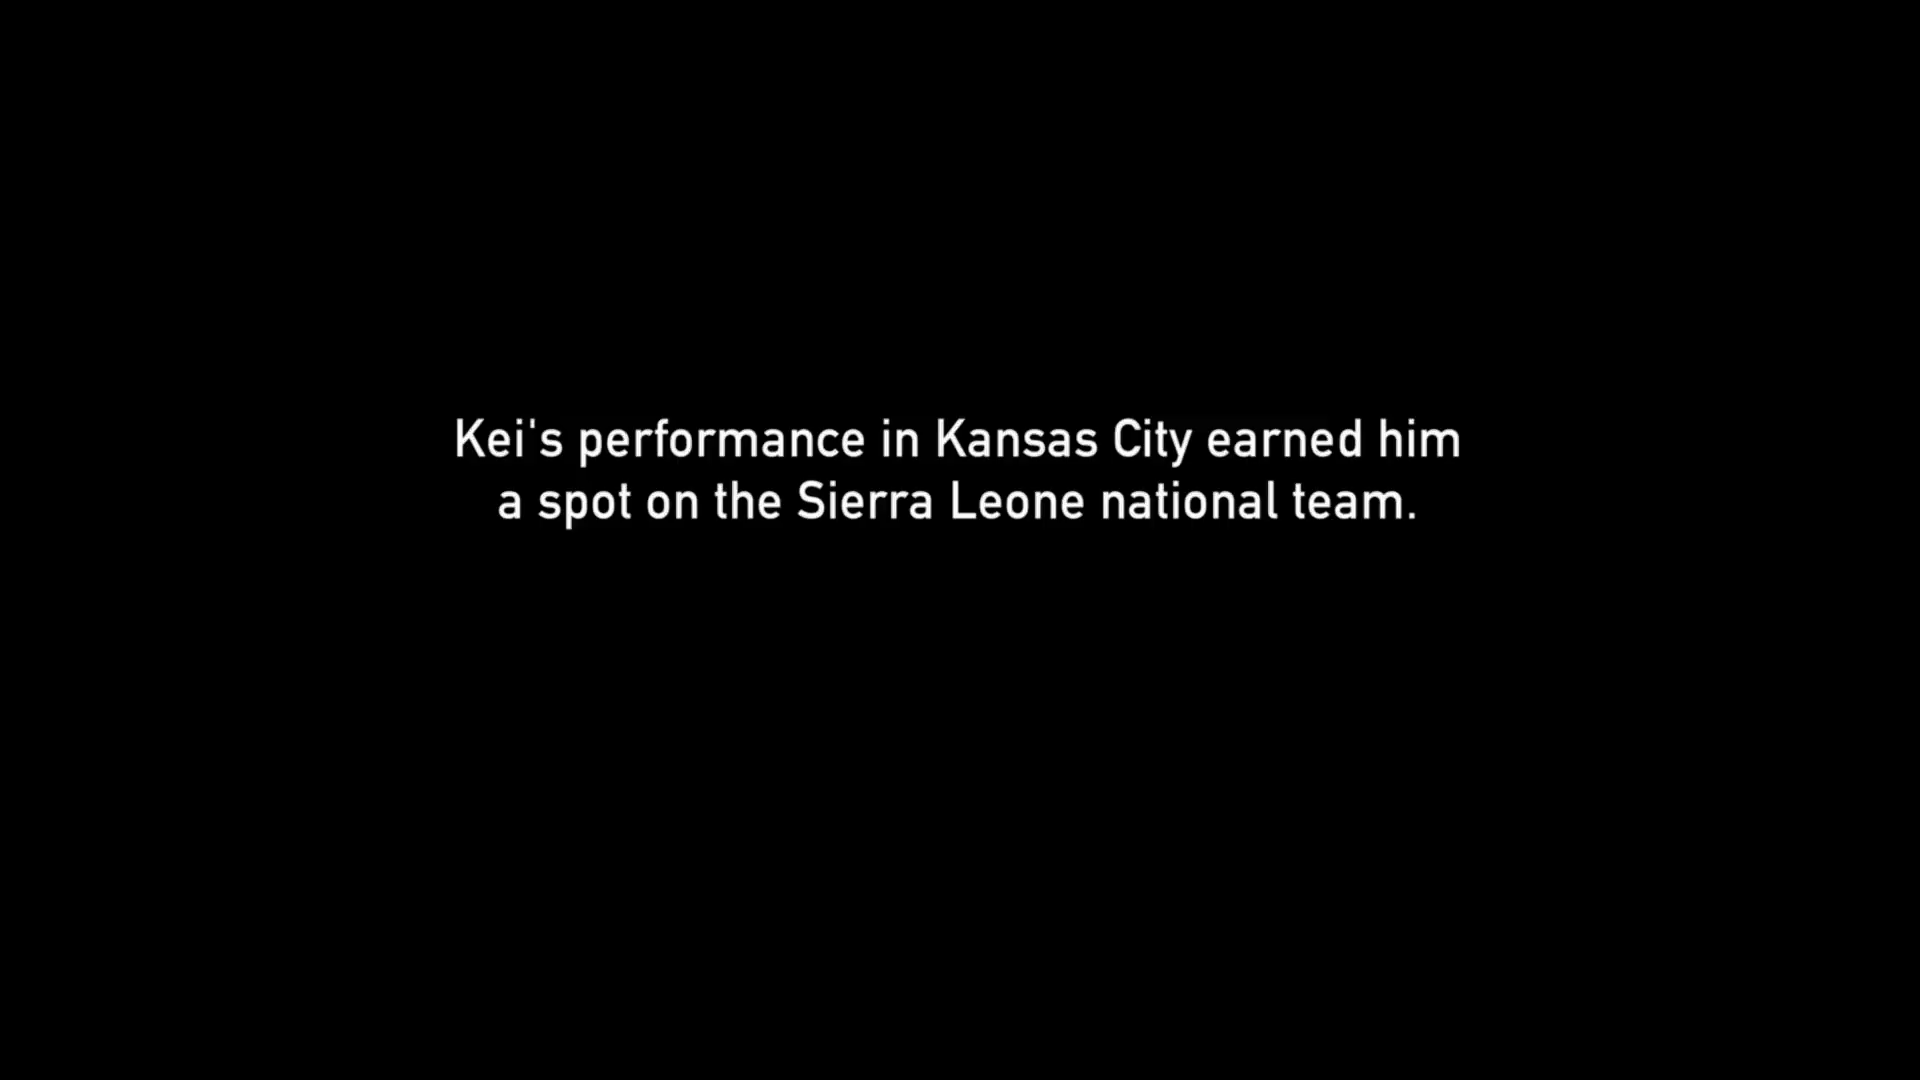 Kei's performance in Kansas City earned him
a spot on the Sierra Leone national team.